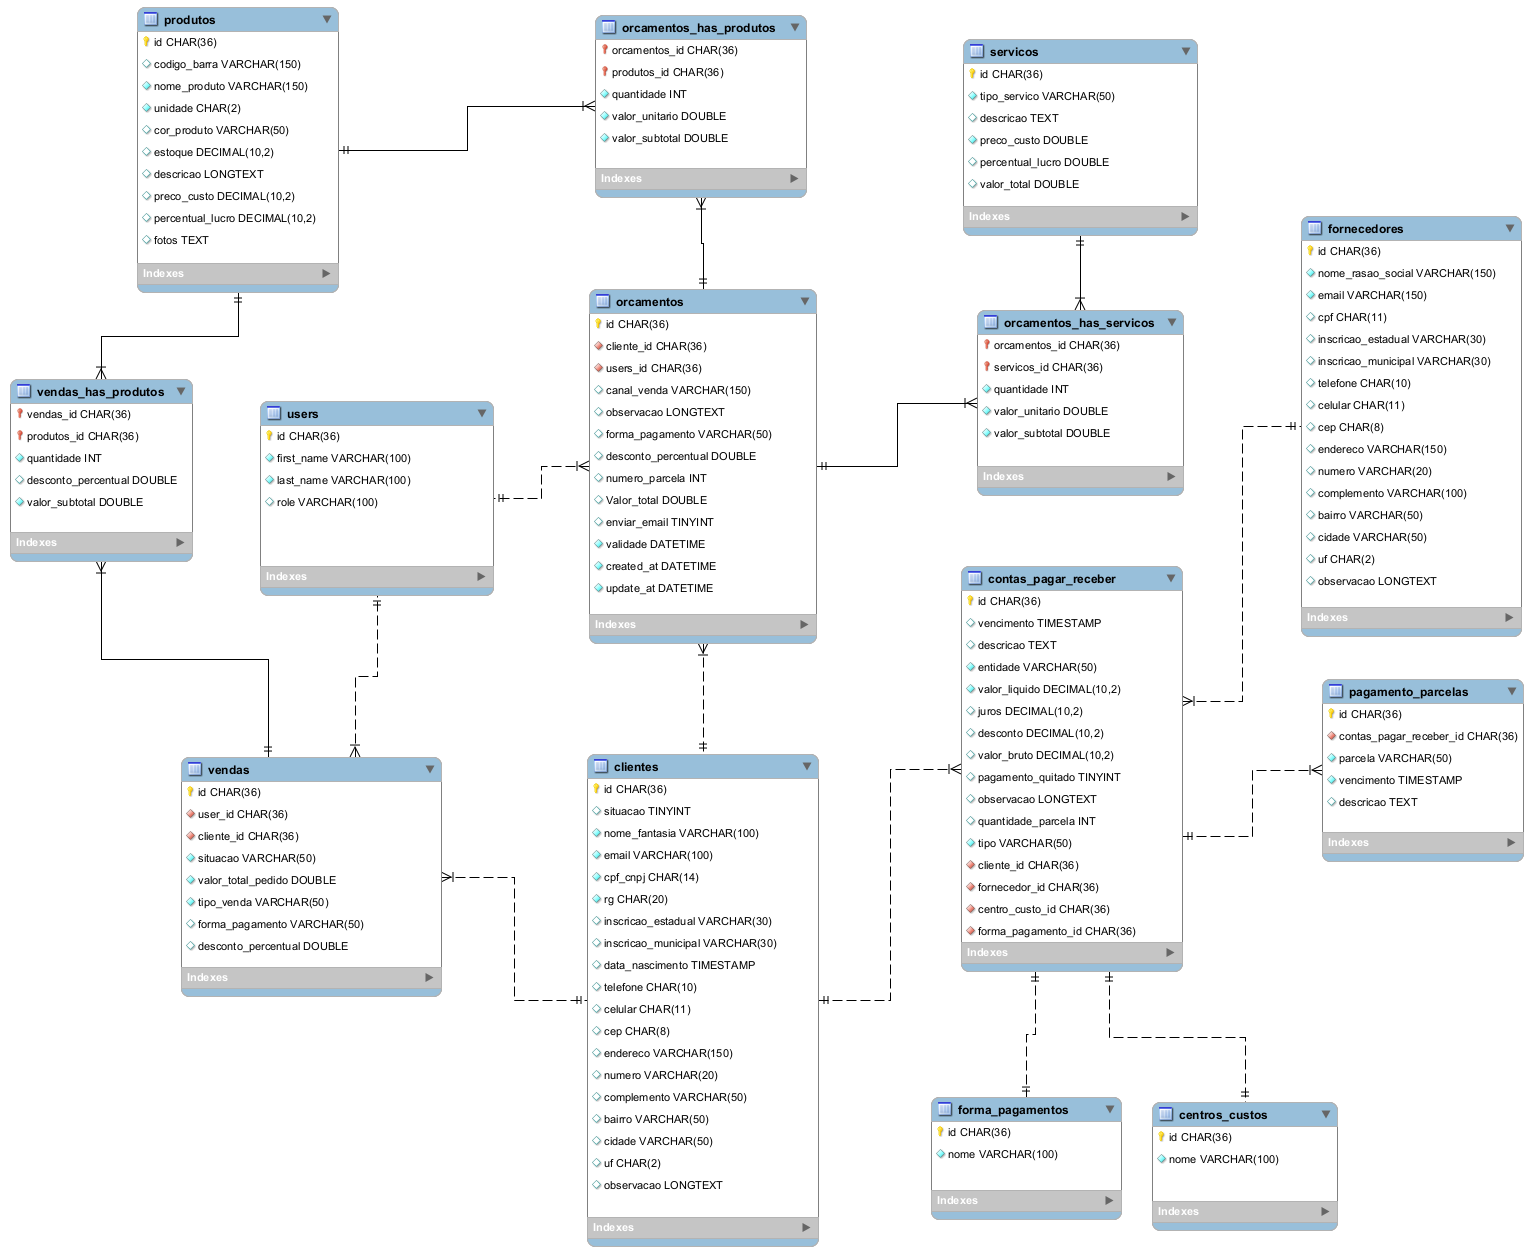 produtos
id CHAR(36)
codigo_barra VARCHAR(150)
nome_produto VARCHAR(150)
unidade CHAR(2)
cor_produto VARCHAR(50)
estoque DECIMAL(10,2)
descricao LONGTEXT
preco_custo DECIMAL(10,2)
percentual_lucro DECIMAL(10,2)
fotos TEXT
Indexes
orcamentos_has_produtos
orcamentos_id CHAR(36)
produtos_id CHAR(36)
quantidade INT
valor_unitario DOUBLE
valor_subtotal DOUBLE
Indexes
servicos
id CHAR(36)
tipo_servico VARCHAR(50)
descricao TEXT
preco_custo DOUBLE
percentual_lucro DOUBLE
valor_total DOUBLE
Indexes
fornecedores
id CHAR(36)
nome_rasao_social VARCHAR(150)
email VARCHAR(150)
cpf CHAR(11)
inscricao_estadual VARCHAR(30)
inscricao_municipal VARCHAR(30)
telefone CHAR(10)
celular CHAR(11)
cep CHAR(8)
endereco VARCHAR(150)
numero VARCHAR(20)
complemento VARCHAR(100)
bairro VARCHAR(50)
cidade VARCHAR(50)
uf CHAR(2)
observacao LONGTEXT
Indexes
vendas_has_produtos
vendas_id CHAR(36)
produtos_id CHAR(36)
quantidade INT
desconto_percentual DOUBLE
valor_subtotal DOUBLE
Indexes
users
id CHAR(36)
first_name VARCHAR(100)
last_name VARCHAR(100)
role VARCHAR(100)
Indexes
orcamentos
id CHAR(36)
cliente_id CHAR(36)
users_id CHAR(36)
canal_venda VARCHAR(150)
observacao LONGTEXT
forma_pagamento VARCHAR(50)
desconto_percentual DOUBLE
numero_parcela INT
Valor_total DOUBLE
enviar_email TINYINT
validade DATETIME
created_at DATETIME
update_at DATETIME
Indexes
orcamentos_has_servicos
orcamentos_id CHAR(36)
servicos_id CHAR(36)
quantidade INT
valor_unitario DOUBLE
valor_subtotal DOUBLE
Indexes
contas_pagar_receber
id CHAR(36)
vencimento TIMESTAMP
descricao TEXT
entidade VARCHAR(50)
valor_liquido DECIMAL(10,2)
juros DECIMAL(10,2)
desconto DECIMAL(10,2)
valor_bruto DECIMAL(10,2)
pagamento_quitado TINYINT
observacao LONGTEXT
quantidade_parcela INT
tipo VARCHAR(50)
cliente_id CHAR(36)
fornecedor_id CHAR(36)
centro_custo_id CHAR(36)
forma_pagamento_id CHAR(36)
Indexes
pagamento_parcelas
id CHAR(36)
contas_pagar_receber_id CHAR(36)
parcela VARCHAR(50)
vencimento TIMESTAMP
descricao TEXT
Indexes
vendas
id CHAR(36)
user_id CHAR(36)
cliente_id CHAR(36)
situacao VARCHAR(50)
valor_total_pedido DOUBLE
tipo_venda VARCHAR(50)
forma_pagamento VARCHAR(50)
desconto_percentual DOUBLE
Indexes
clientes
id CHAR(36)
situacao TINYINT
nome_fantasia VARCHAR(100)
email VARCHAR(100)
cpf_cnpj CHAR(14)
rg CHAR(20)
inscricao_estadual VARCHAR(30)
inscricao_municipal VARCHAR(30)
data_nascimento TIMESTAMP
telefone CHAR(10)
celular CHAR(11)
cep CHAR(8)
endereco VARCHAR(150)
numero VARCHAR(20)
complemento VARCHAR(50)
bairro VARCHAR(50)
cidade VARCHAR(50)
uf CHAR(2)
observacao LONGTEXT
Indexes
forma_pagamentos
id CHAR(36)
nome VARCHAR(100)
Indexes
centros_custos
id CHAR(36)
nome VARCHAR(100)
Indexes